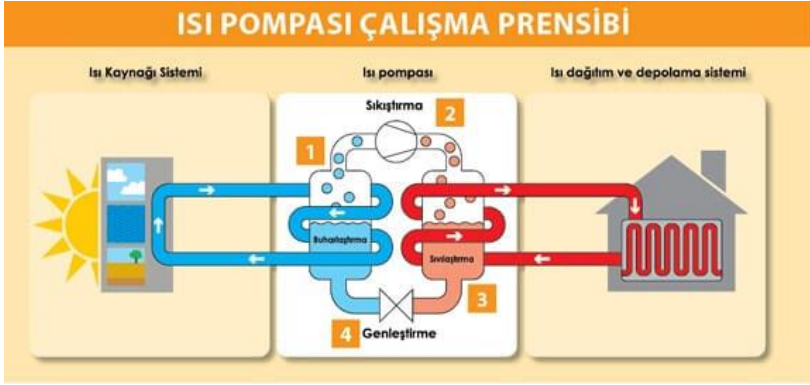 ISI POMPASI ÇALIŞMA PRENSİBİ
Isı Kaynağı Sistemi
Isı pompası
Isı dağıtım ve depolama sistemi
Sıkıştırma
2
1
Buharlaştırma
Sıvılaştırma
3
4
Genleştirme